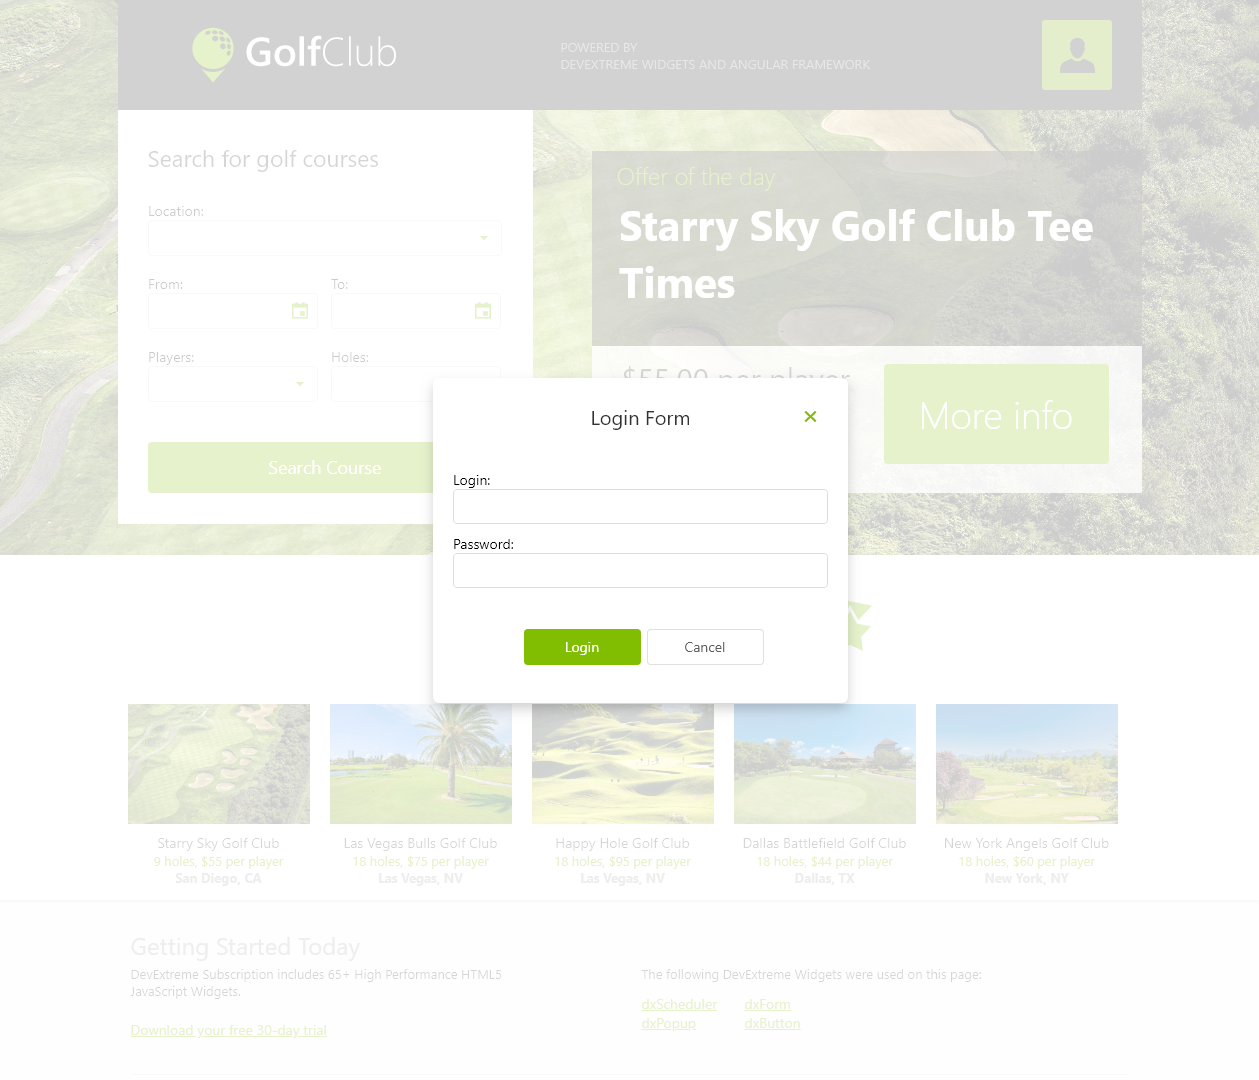 GolfClub
POWERED BY
DEVEXTREME WIDGETS AND ANGULAR FRAMEWORK
Search for golf courses
Location:
From:
To:
Players:
Holes:
Search Course
Offer of the day
Starry Sky Golf Club Tee
Times
$55.00 per player
More info
Login Form
Login:
Password:
Login
Cancel
Starry Sky Golf Club
9 holes, $55 per player
San Diego, CA
Las Vegas Bulls Golf Club
18 holes, $75 per player
Las Vegas, NV
Happy Hole Golf Club
18 holes, $95 per player
Las Vegas, NV
Dallas Battlefield Golf Club
18 holes, $44 per player
Dallas, TX
New York Angels Golf Club
18 holes, $60 per player
New York, NY
Getting Started Today
DevExtreme Subscription includes 65+ High Performance HTML5
JavaScript Widgets.
Download your free 30-day trial
The following DevExtreme Widgets were used on this page:
dxScheduler
dxForm
dxPopup
dxButton